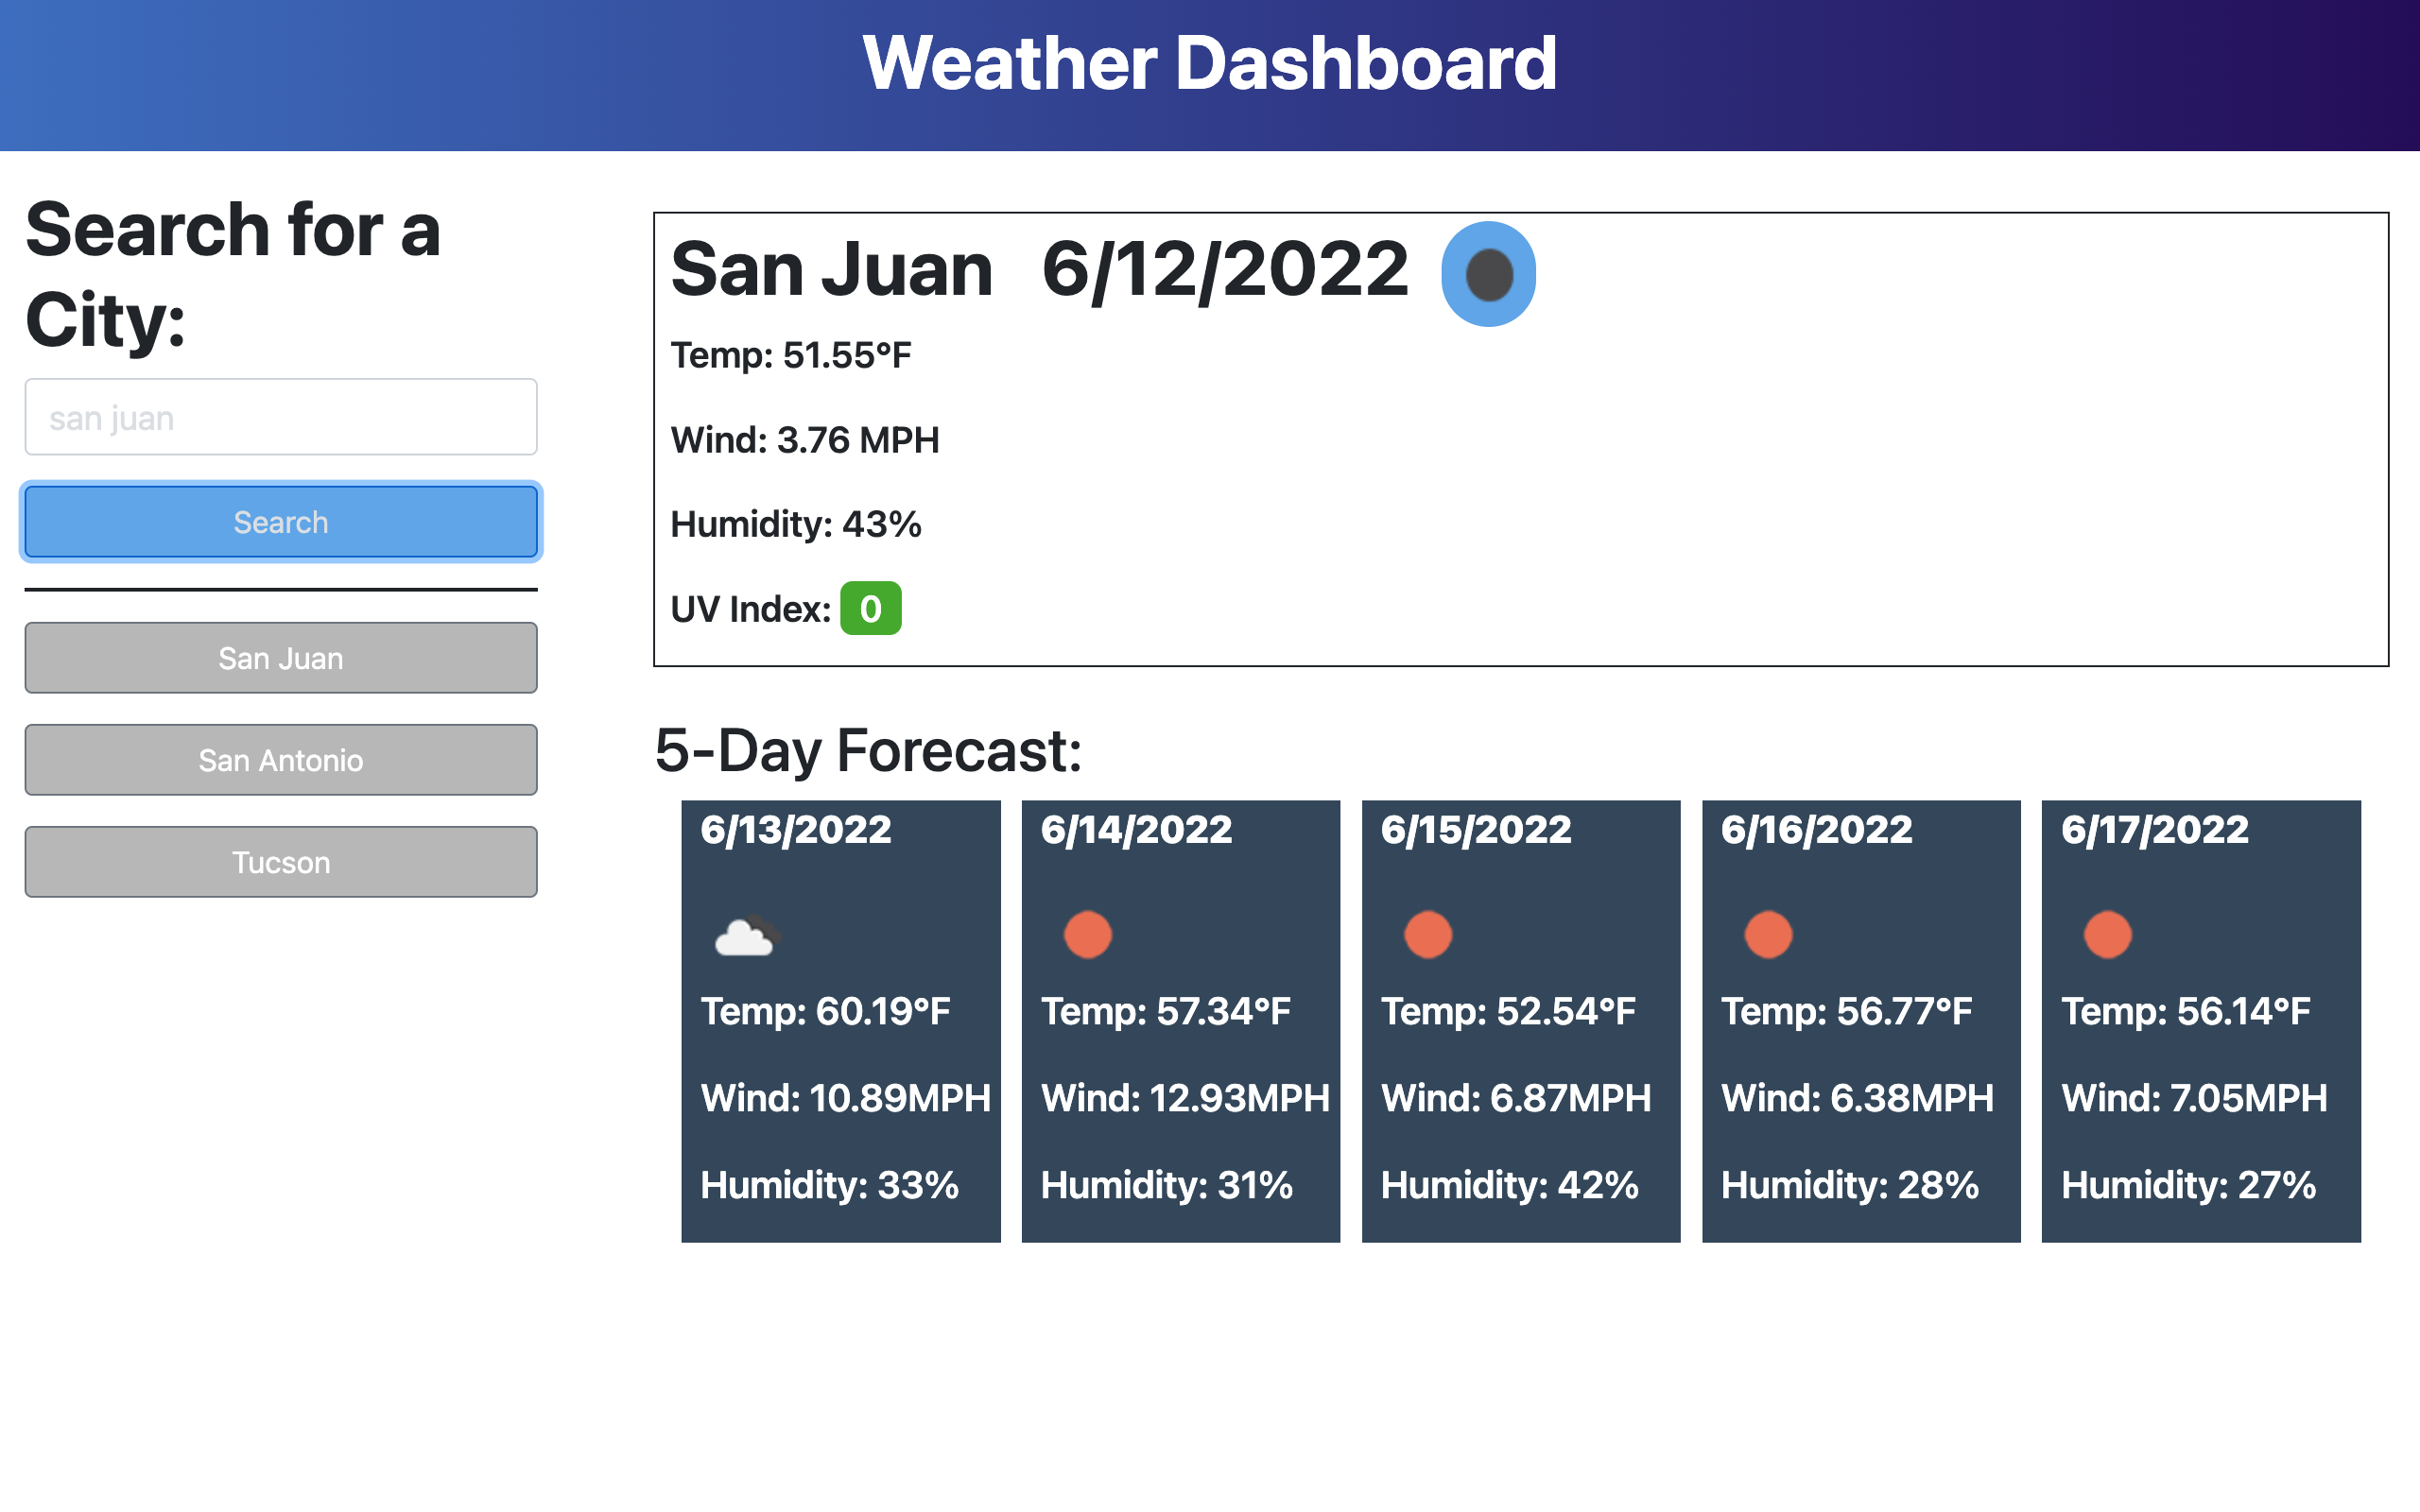 Weather Dashboard
Search for a
City:
san juan
Search
San Juan
San Antonio
Tucson
San Juan 6/12/2022
Temp: 51.55°F
Wind: 3.76 MPH
Humidity: 43%
UV Index: 0
5-Day Forecast:
6/13/2022
Temp: 60.19°F
Wind: 10.89MPH
Humidity: 33%
6/14/2022
Temp: 57.34°F
Wind: 12.93MPH
Humidity: 31%
6/15/2022
Temp: 52.54°F
Wind: 6.87MPH
Humidity: 42%
6/16/2022
Temp: 56.77°F
Wind: 6.38MPH
Humidity: 28%
6/17/2022
Temp: 56.14°F
Wind: 7.05MPH
Humidity: 27%